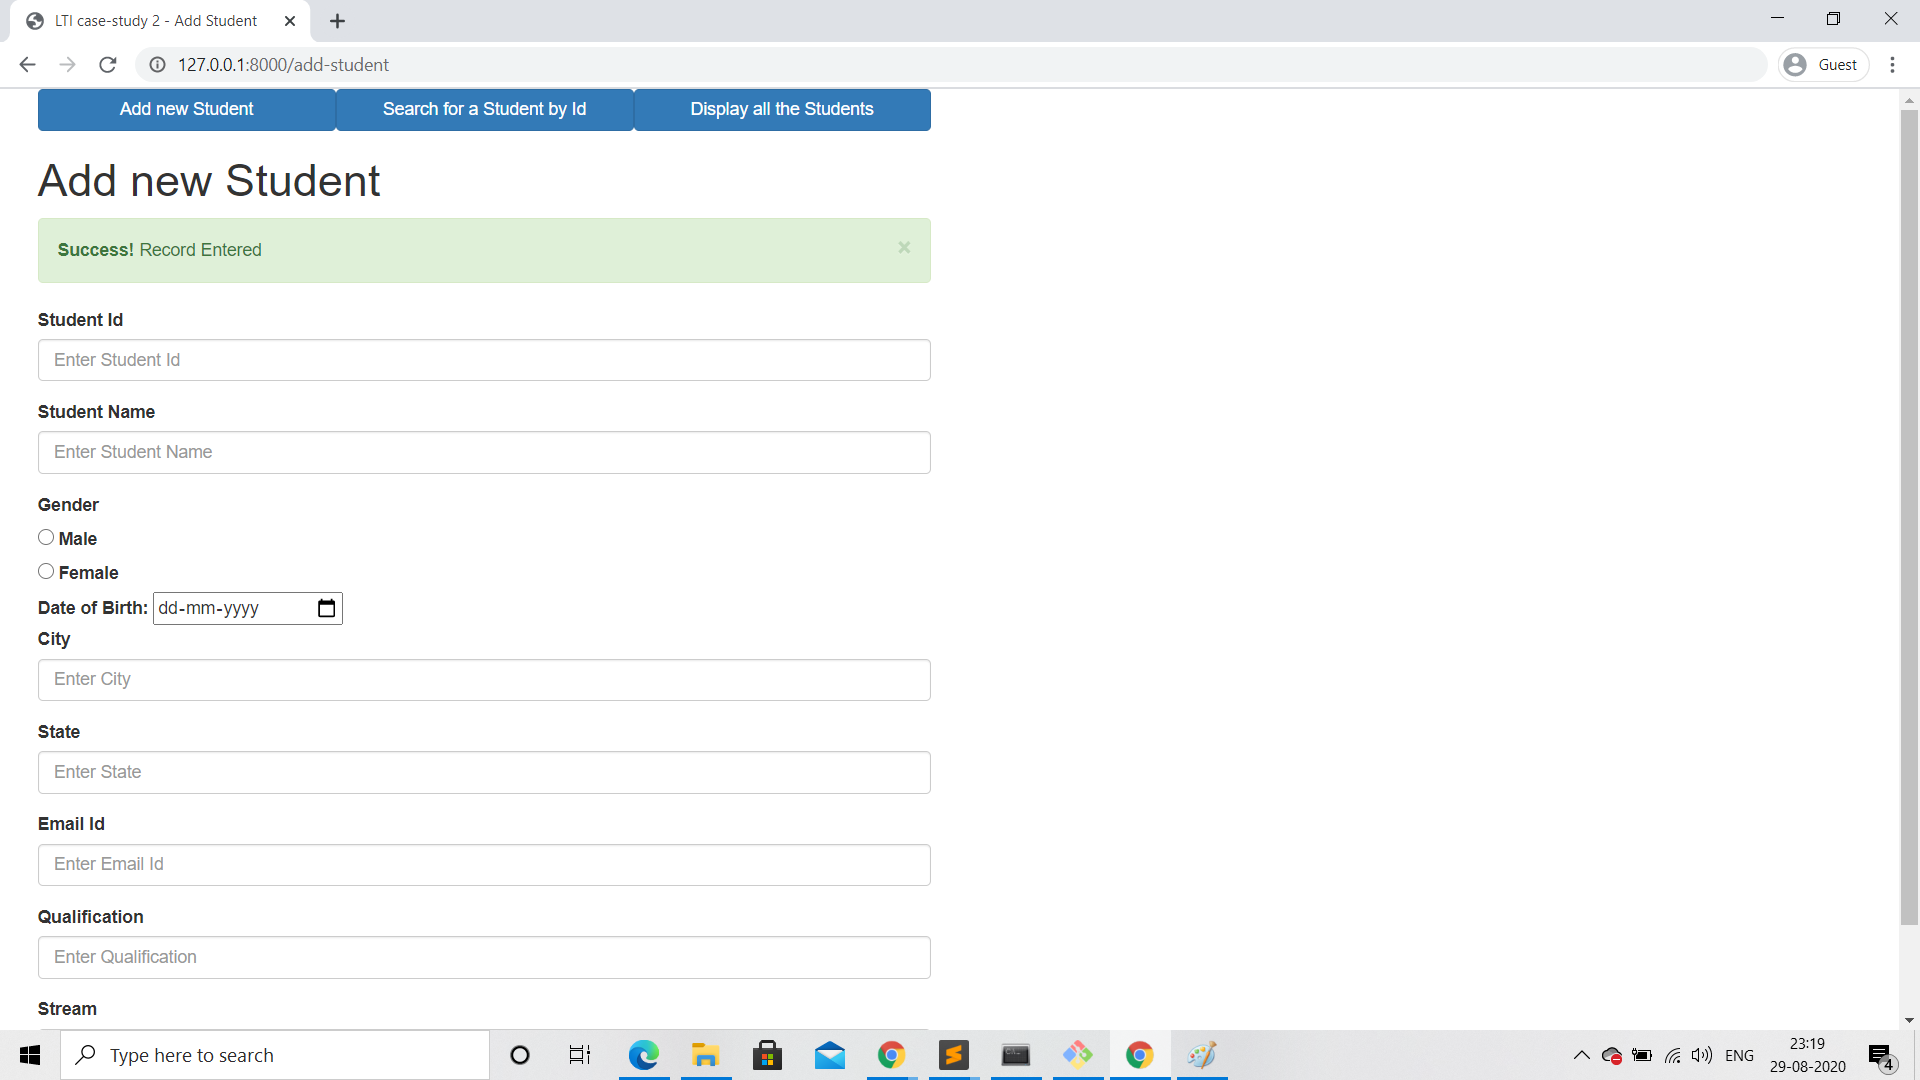 LTI case-study 2 - Add Student
127.0.0.1:8000/add-student
Guest
Add new Student
Search for a Student by Id
Display all the Students
Add new Student
Success! Record Entered
×
Student Id
Enter Student Id
Student Name
Enter Student Name
Gender
Male
Female
Date of Birth: dd-mm-yyyy
City
Enter City
State
Enter State
Email Id
Enter Email Id
Qualification
Enter Qualification
Stream
Type here to search
ENG
23:19
29-08-2020
4